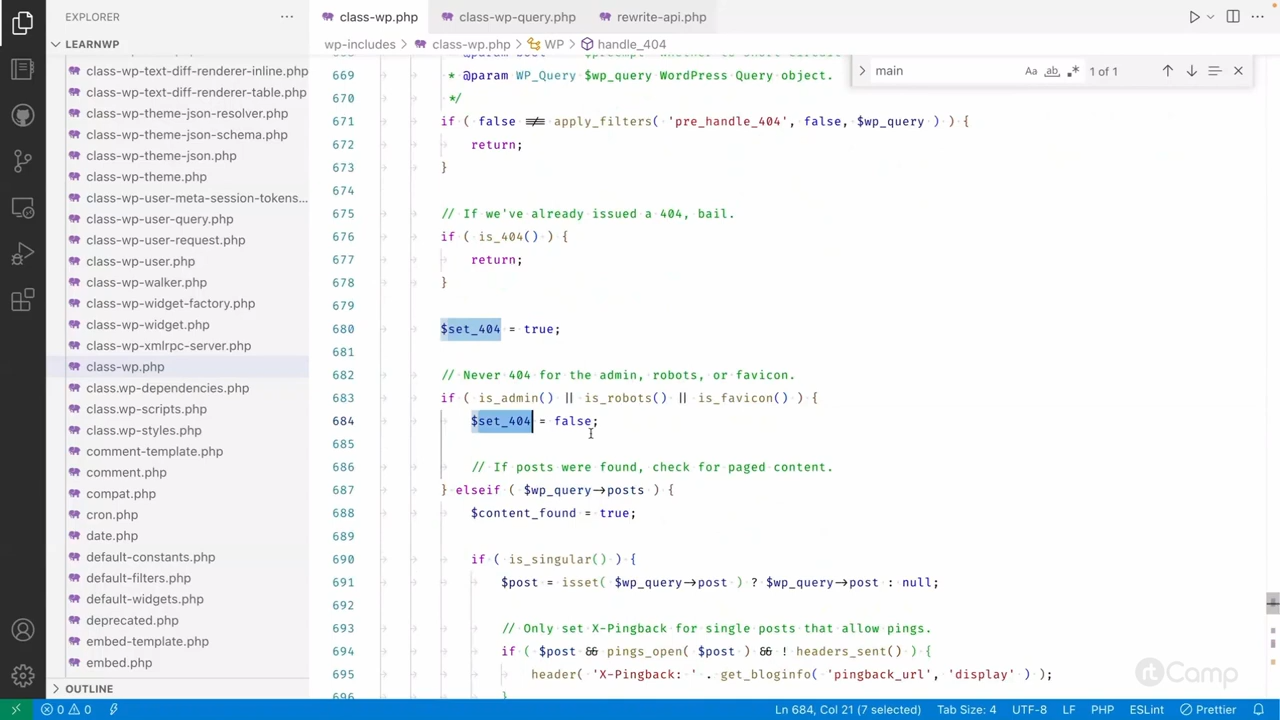 EXPLORER
LEARNWP
class-wp-text-diff-renderer-inline.php
class-wp-text-diff-renderer-table.php
class-wp-theme-json-resolver.php
class-wp-theme-json-schema.php
class-wp-theme-json.php
class-wp-theme.php
class-wp-user-meta-session-tokens...
class-wp-user-query.php
class-wp-user-request.php
class-wp-user.php
class-wp-walker.php
class-wp-widget-factory.php
class-wp-widget.php
class-wp-xmlrpc-server.php
class-wp.php
class.wp-dependencies.php
class.wp-scripts.php
class.wp-styles.php
comment-template.php
comment.php
compat.php
cron.php
date.php
default-constants.php
default-filters.php
default-widgets.php
deprecated.php
embed-template.php
embed.php
OUTLINE
class-wp.php class-wp-query.php rewrite-api.php
wp-includes > class-wp.php > WP > handle_404
main Aa ab 1 of 1
669 * @param WP_Query $wp_query WordPress Query object.
670 */
671 if ( false !== apply_filters( 'pre_handle_404', false, $wp_query ) ) {
672 return;
673 }
674
675 // If we've already issued a 404, bail.
676 if ( is_404() ) {
677 return;
678 }
679
680 $set_404 = true;
681
682 // Never 404 for the admin, robots, or favicon.
683 if ( is_admin() || is_robots() || is_favicon() ) {
684 $set_404 = false;
685
686 // If posts were found, check for paged content.
687 } elseif ( $wp_query->posts ) {
688 $content_found = true;
689
690 if ( is_singular() ) {
691 $post = isset( $wp_query->post ) ? $wp_query->post : null;
692
693 // Only set X-Pingback for single posts that allow pings.
694 if ( $post && pings_open( $post ) && ! headers_sent() ) {
695 header( 'X-Pingback: ' . get_bloginfo( 'pingback_url', 'display' ) );
696 }
rtCamp
0 0 Ln 684, Col 21 (7 selected) Tab Size: 4 UTF-8 LF PHP ESLint Prettier